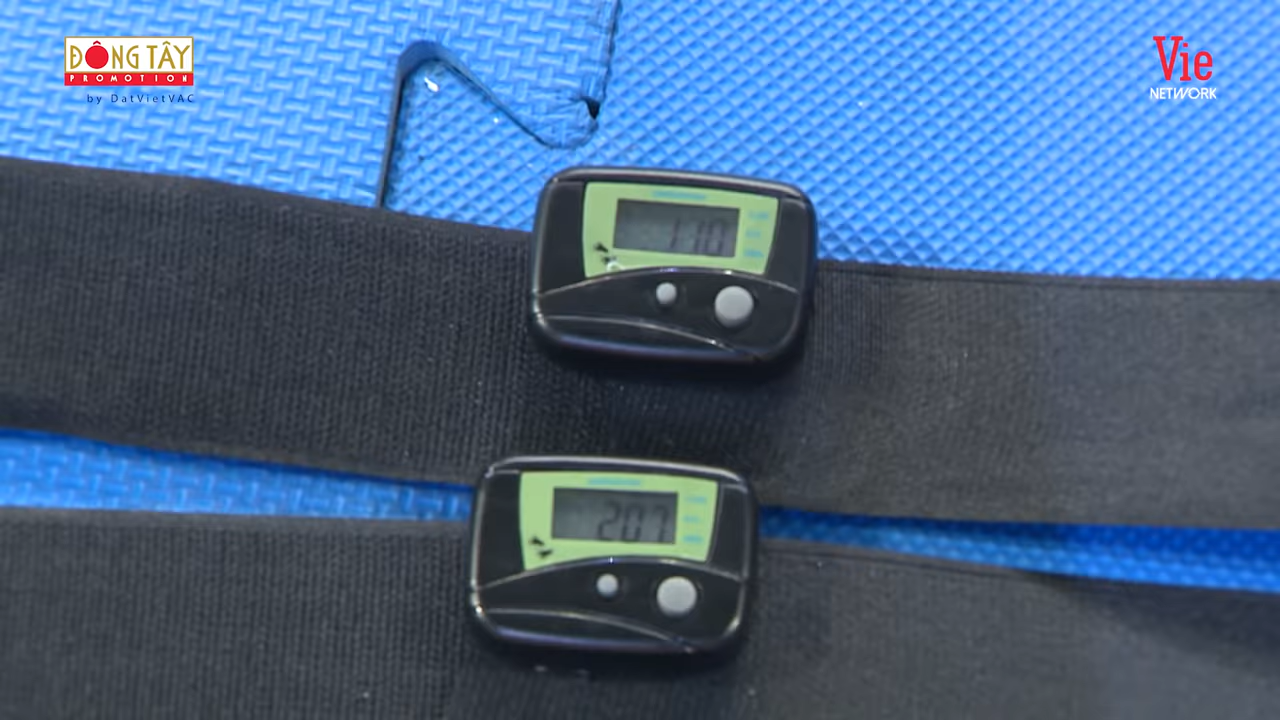 ĐÔNG TÂY
PROMOTION
by DatVietVAC
Vie
NETWORK
110
207